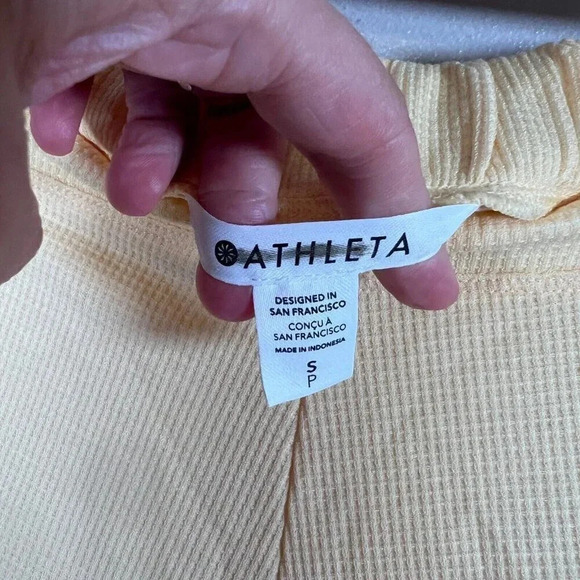 ATHLETA
DESIGNED IN
SAN FRANCISCO
CONÇU À
SAN FRANCISCO
MADE IN INDONESIA
S
P